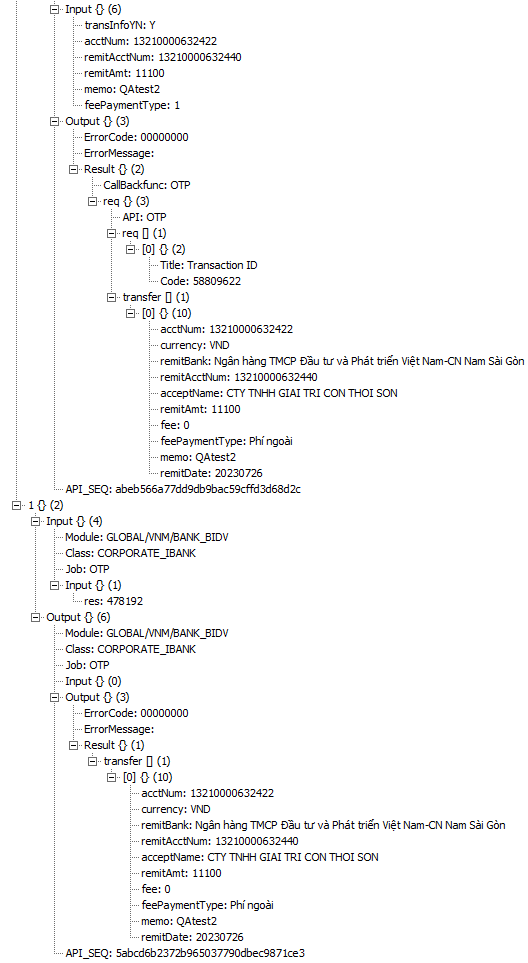 Input {} (6)
transInfoYN: Y
acctNum: 13210000632422
remitAcctNum: 13210000632440
remitAmt: 11100
memo: QAtest2
feePaymentType: 1
Output {} (3)
ErrorCode: 00000000
ErrorMessage:
Result {} (2)
CallBackfunc: OTP
req {} (3)
API: OTP
req [] (1)
[0] {} (2)
Title: Transaction ID
Code: 58809622
transfer [] (1)
[0] {} (10)
acctNum: 13210000632422
currency: VND
remitBank: Ngân hàng TMCP Đầu tư và Phát triển Việt Nam-CN Nam Sài Gòn
remitAcctNum: 13210000632440
acceptName: CTY TNHH GIAI TRI CON THOI SON
remitAmt: 11100
fee: 0
feePaymentType: Phí ngoài
memo: QAtest2
remitDate: 20230726
API_SEQ: abeb566a77dd9db9bac59cffd3d68d2c
1 {} (2)
Input {} (4)
Module: GLOBAL/VNM/BANK_BIDV
Class: CORPORATE_IBANK
Job: OTP
Input {} (1)
res: 478192
Output {} (6)
Module: GLOBAL/VNM/BANK_BIDV
Class: CORPORATE_IBANK
Job: OTP
Input {} (0)
Output {} (3)
ErrorCode: 00000000
ErrorMessage:
Result {} (1)
transfer [] (1)
[0] {} (10)
acctNum: 13210000632422
currency: VND
remitBank: Ngân hàng TMCP Đầu tư và Phát triển Việt Nam-CN Nam Sài Gòn
remitAcctNum: 13210000632440
acceptName: CTY TNHH GIAI TRI CON THOI SON
remitAmt: 11100
fee: 0
feePaymentType: Phí ngoài
memo: QAtest2
remitDate: 20230726
API_SEQ: 5abcd6b2372b965037790dbec9871ce3